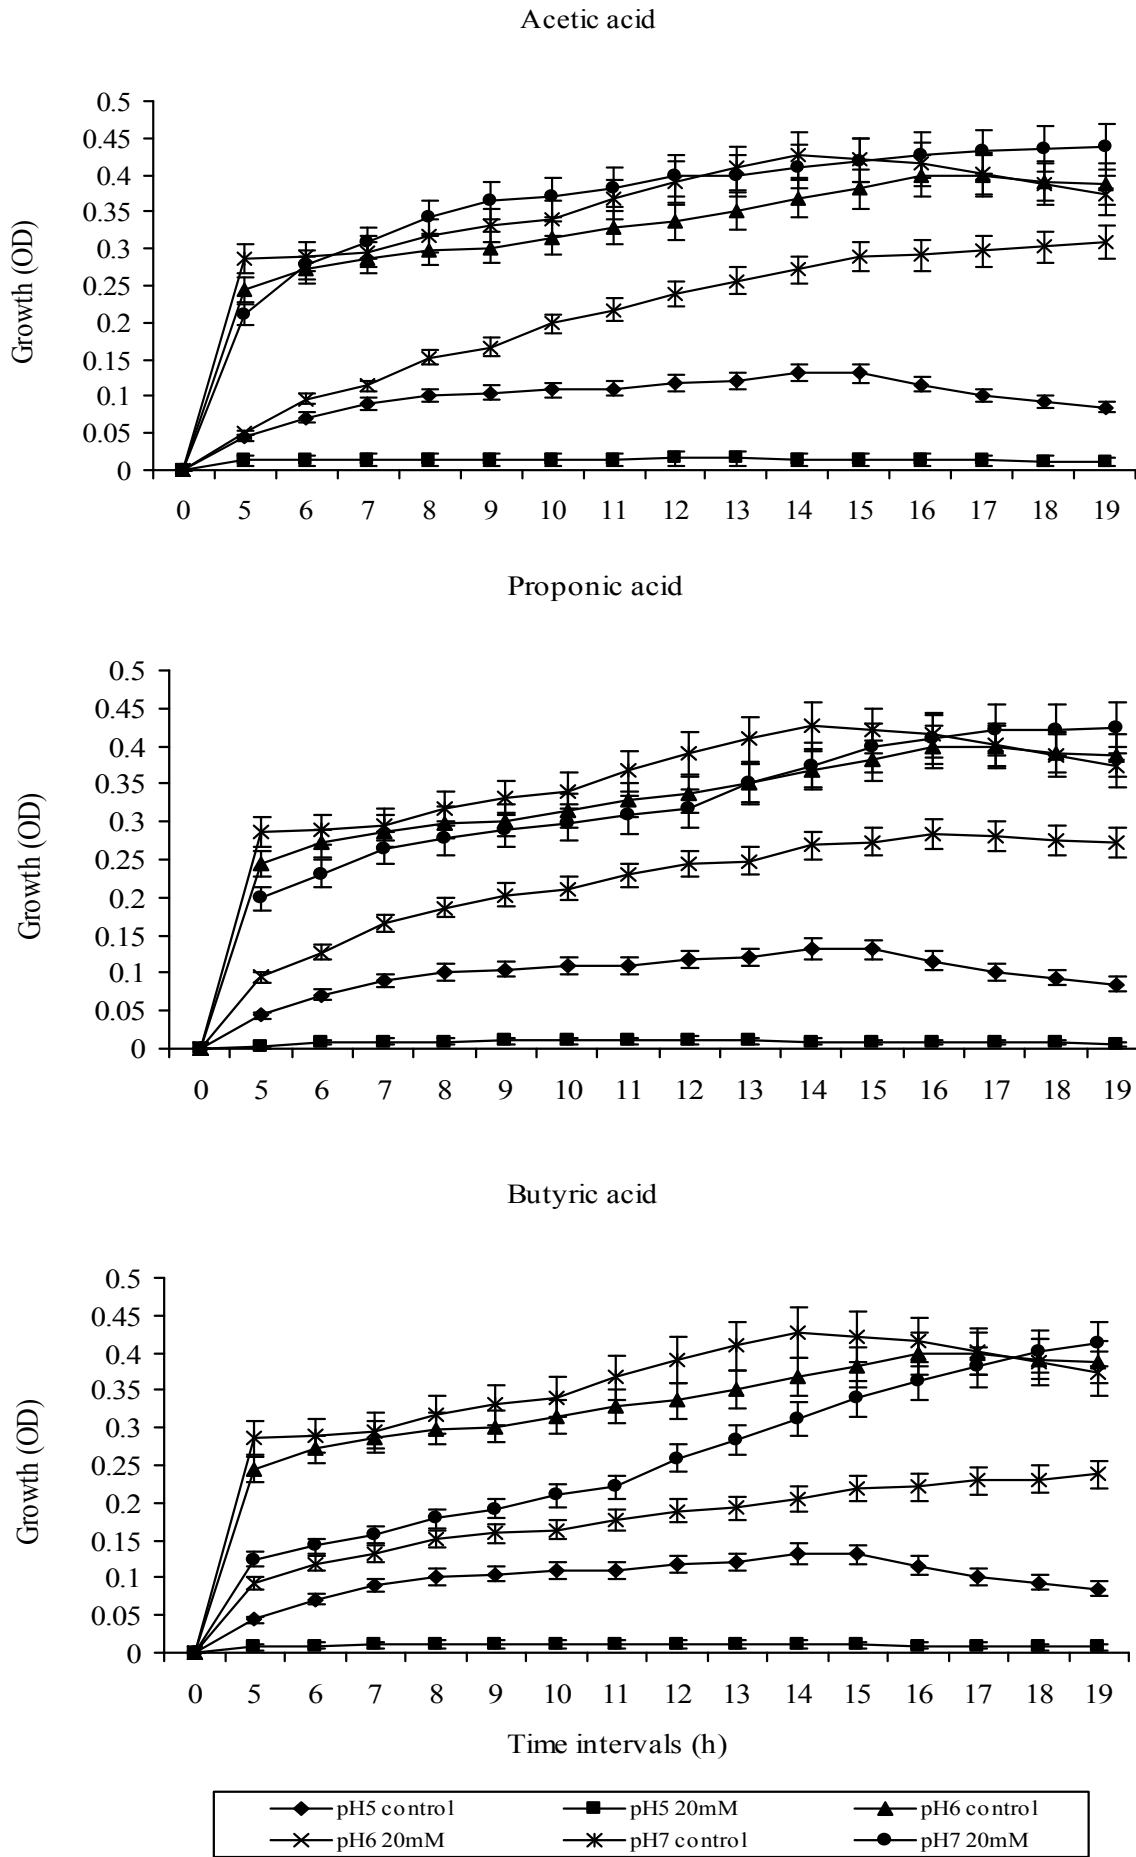 Acetic acid
0.5
0.45
0.4
0.35
0.3
0.25
0.2
0.15
0.1
0.05
0
Growth (OD)
0 5 6 7 8 9 10 11 12 13 14 15 16 17 18 19
Proponic acid
0.5
0.45
0.4
0.35
0.3
0.25
0.2
0.15
0.1
0.05
0
Growth (OD)
0 5 6 7 8 9 10 11 12 13 14 15 16 17 18 19
Butyric acid
0.5
0.45
0.4
0.35
0.3
0.25
0.2
0.15
0.1
0.05
0
Growth (OD)
0 5 6 7 8 9 10 11 12 13 14 15 16 17 18 19
Time intervals (h)
pH5 control pH5 20mM pH6 control
pH6 20mM pH7 control pH7 20mM